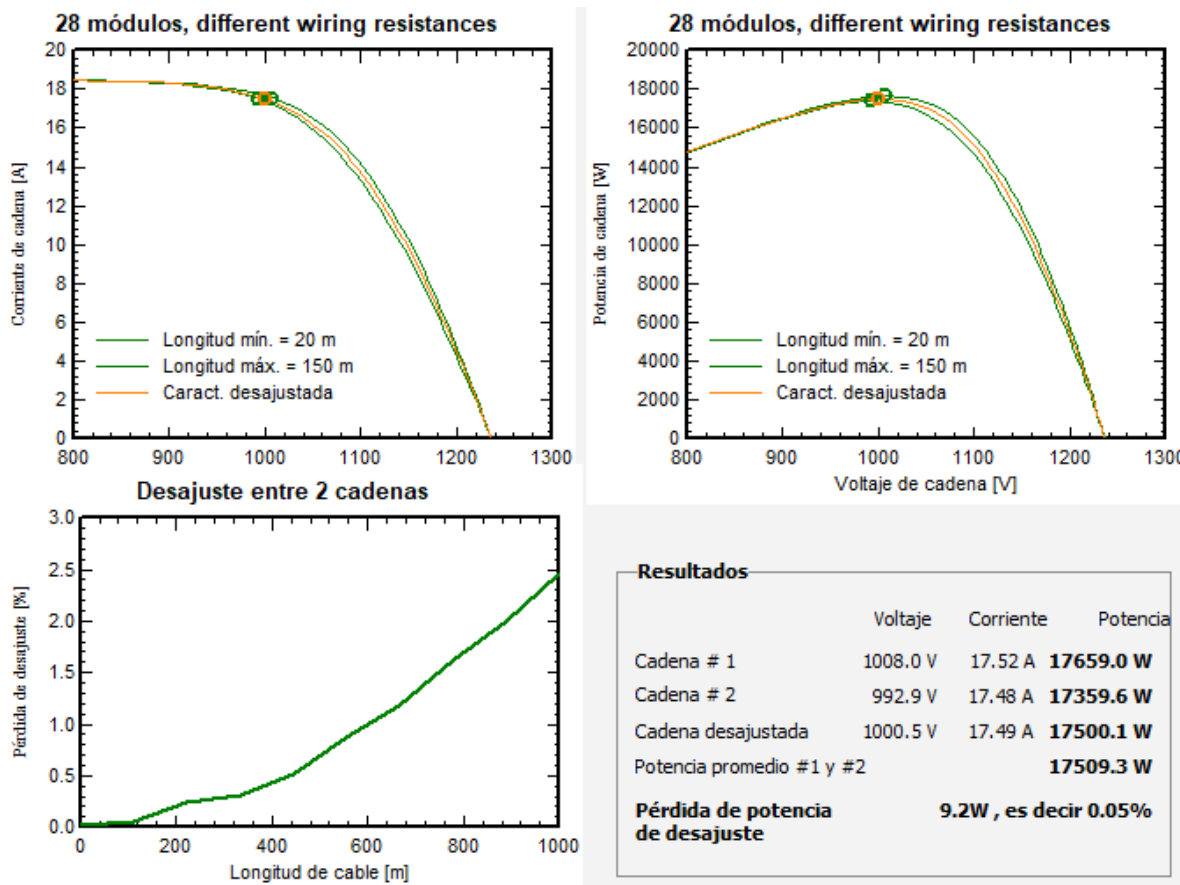 28 módulos, different wiring resistances
Corriente de cadena [A]
20
18
16
14
12
10
8
6
4
2
0
Longitud mín. = 20 m
Longitud máx. = 150 m
Caract. desajustada
800 900 1000 1100 1200 1300
28 módulos, different wiring resistances
Potencia de cadena [W]
20000
18000
16000
14000
12000
10000
8000
6000
4000
2000
0
Longitud mín. = 20 m
Longitud máx. = 150 m
Caract. desajustada
800 900 1000 1100 1200 1300
Voltaje de cadena [V]
Desajuste entre 2 cadenas
Pérdida de desajuste [%]
3.0
2.5
2.0
1.5
1.0
0.5
0.0
0 200 400 600 800 1000
Longitud de cable [m]
Resultados
Voltaje Corriente Potencia
Cadena # 1 1008.0 V 17.52 A 17659.0 W
Cadena # 2 992.9 V 17.48 A 17359.6 W
Cadena desajustada 1000.5 V 17.49 A 17500.1 W
Potencia promedio #1 y #2 17509.3 W
Pérdida de potencia 9.2W , es decir 0.05%
de desajuste